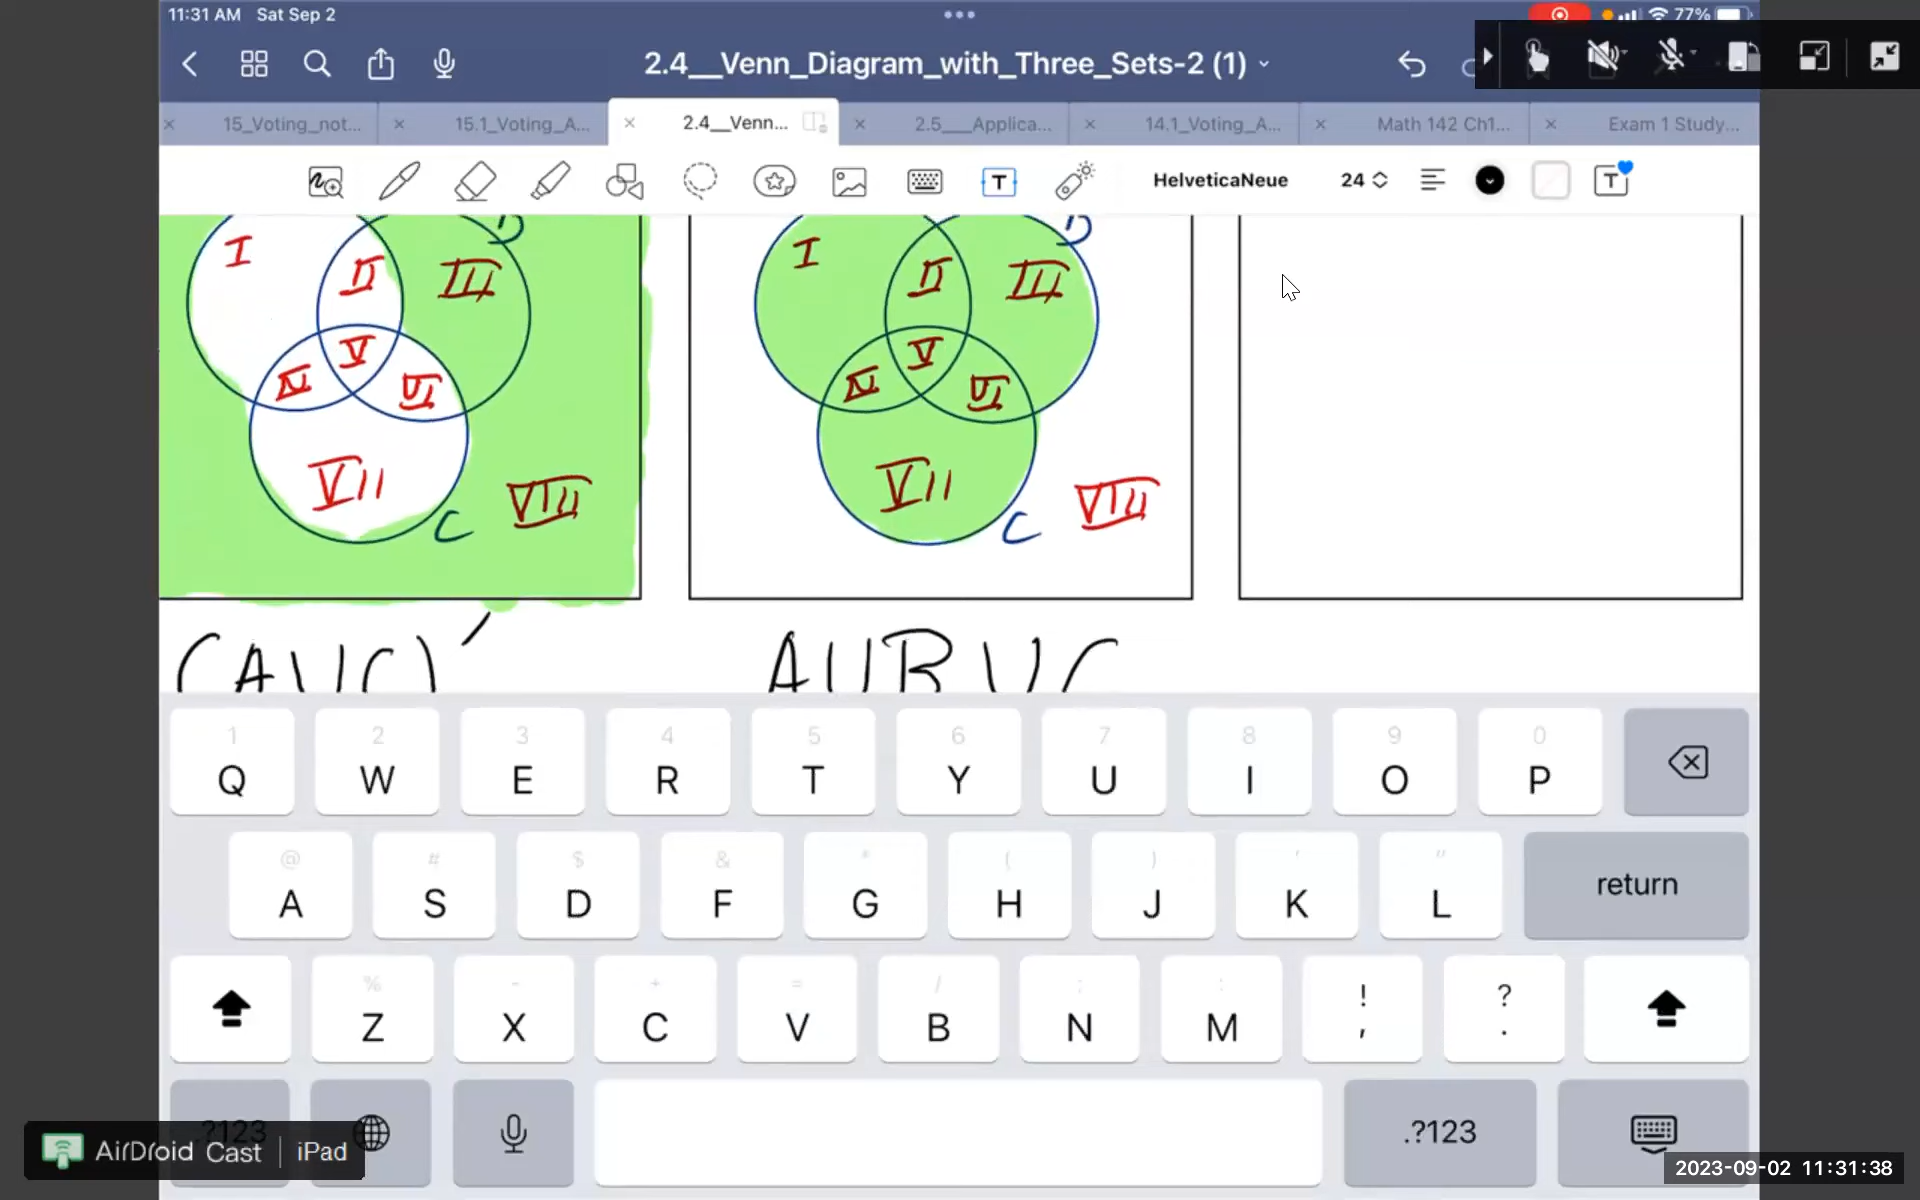 11:31 AM Sat Sep 2
77%
2.4__Venn_Diagram_with_Three_Sets-2 (1)
15_Voting_not...
15.1_Voting_A...
2.4__Venn...
2.5___Applica...
14.1_Voting_A...
Math 142 Ch1...
Exam 1 Study...
HelveticaNeue 24
I II III B
IV V VI
VII C VIII
I II III B
IV V VI
VII C VIII
(A∪C)′
A∪B∪C
1 2 3 4 5 6 7 8 9 0
Q W E R T Y U I O P
@ # $ & * ( ) ' "
A S D F G H J K L return
% - + = / ; : ! ?
Z X C V B N M , .
.?123 .?123
AirDroid Cast | iPad
2023-09-02 11:31:38